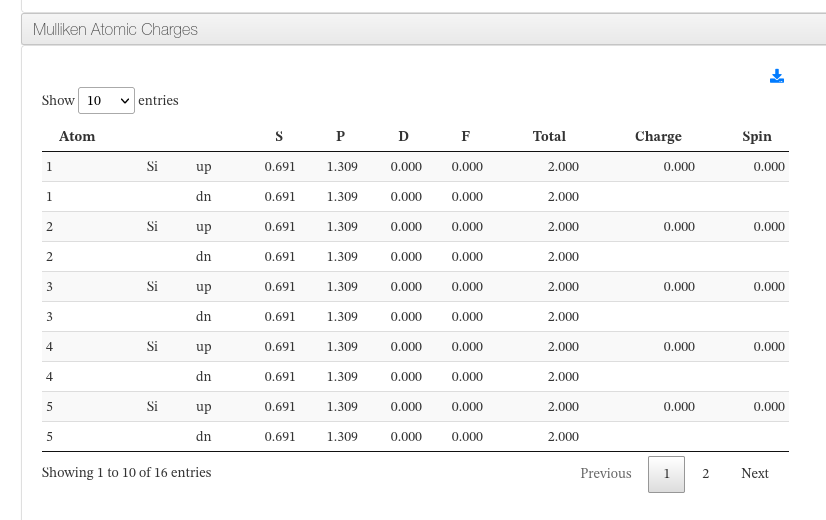 Mulliken Atomic Charges
Show 10 entries
Atom S P D F Total Charge Spin
1 Si up 0.691 1.309 0.000 0.000 2.000 0.000 0.000
1 dn 0.691 1.309 0.000 0.000 2.000
2 Si up 0.691 1.309 0.000 0.000 2.000 0.000 0.000
2 dn 0.691 1.309 0.000 0.000 2.000
3 Si up 0.691 1.309 0.000 0.000 2.000 0.000 0.000
3 dn 0.691 1.309 0.000 0.000 2.000
4 Si up 0.691 1.309 0.000 0.000 2.000 0.000 0.000
4 dn 0.691 1.309 0.000 0.000 2.000
5 Si up 0.691 1.309 0.000 0.000 2.000 0.000 0.000
5 dn 0.691 1.309 0.000 0.000 2.000
Showing 1 to 10 of 16 entries Previous 1 2 Next